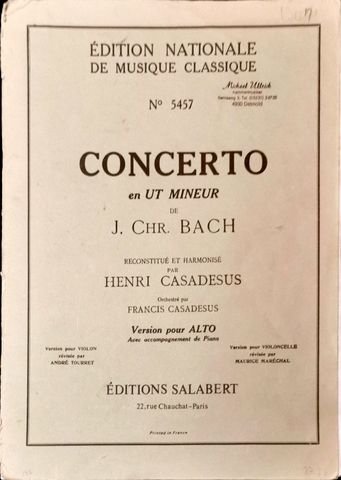 ÉDITION NATIONALE
DE MUSIQUE CLASSIQUE
Nº 5457
Michael Ullrich
4930 Detmold
CONCERTO
en UT MINEUR
DE
J. CHR. BACH
RECONSTITUÉ ET HARMONISÉ
PAR
HENRI CASADESUS
Orchestré par
FRANCIS CASADESUS
Version pour ALTO
Avec accompagnement de Piano
Version pour VIOLON
révisée par
ANDRÉ TOURRET
Version pour VIOLONCELLE
révisée par
MAURICE MARÉCHAL
ÉDITIONS SALABERT
22, rue Chauchat-Paris
Printed in France